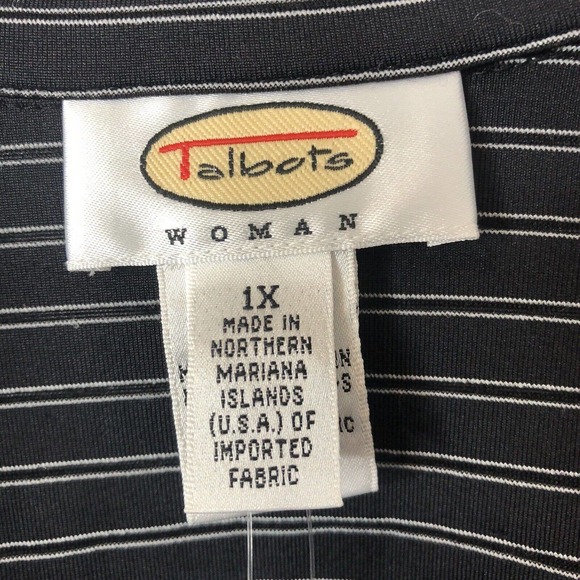 Talbots
WOMAN
1X
MADE IN
NORTHERN
MARIANA
ISLANDS
(U.S.A.) OF
IMPORTED
FABRIC